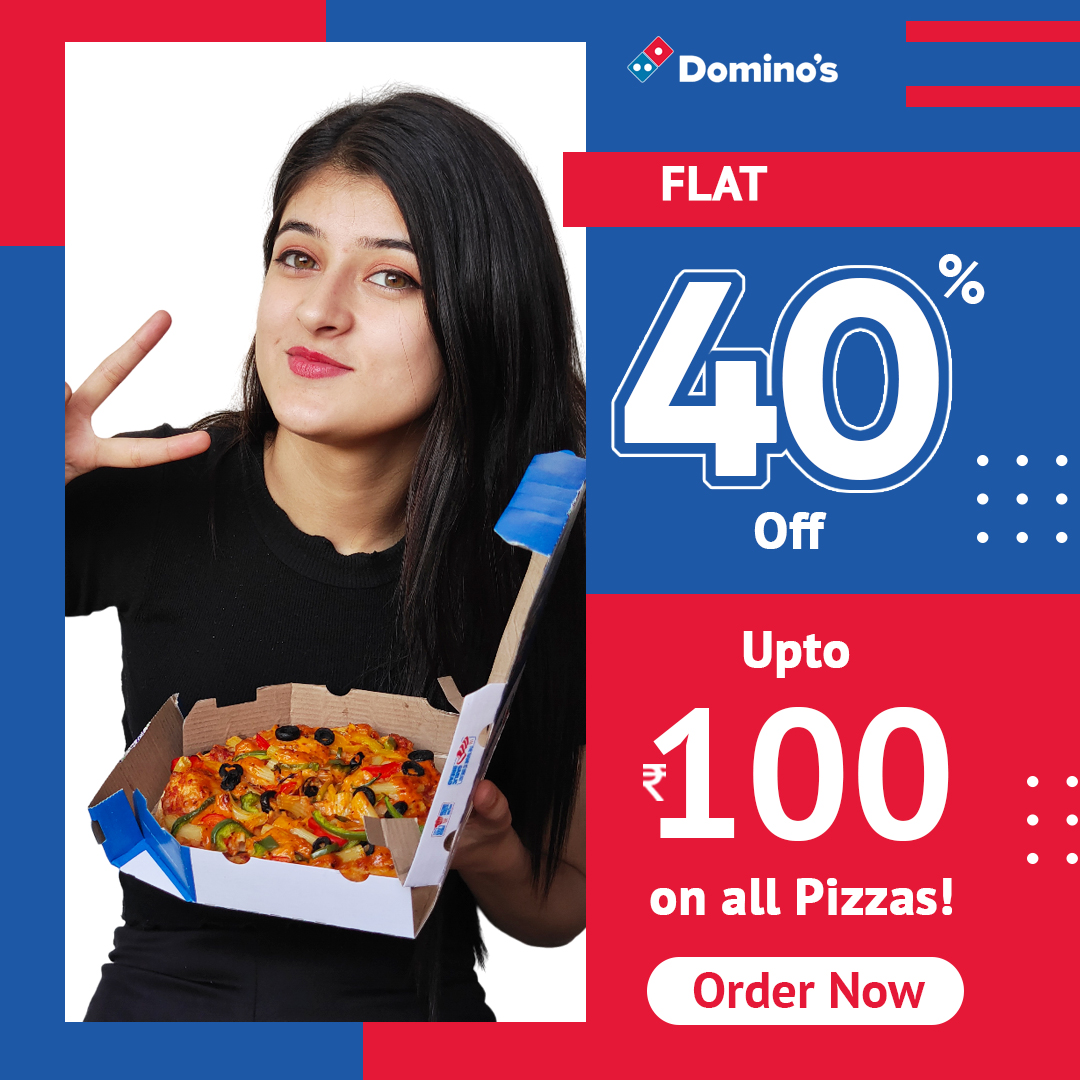 Domino's
FLAT
40%
Off
Upto
₹100
on all Pizzas!
Order Now